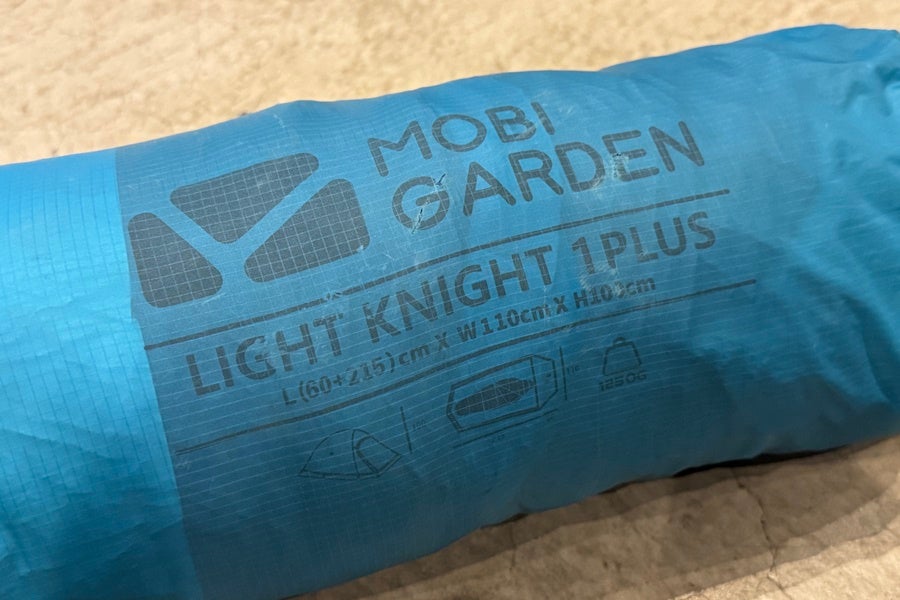 MOBI
GARDEN
LIGHT KNIGHT 1PLUS
L(60+215)cm X W110cm X
1250G